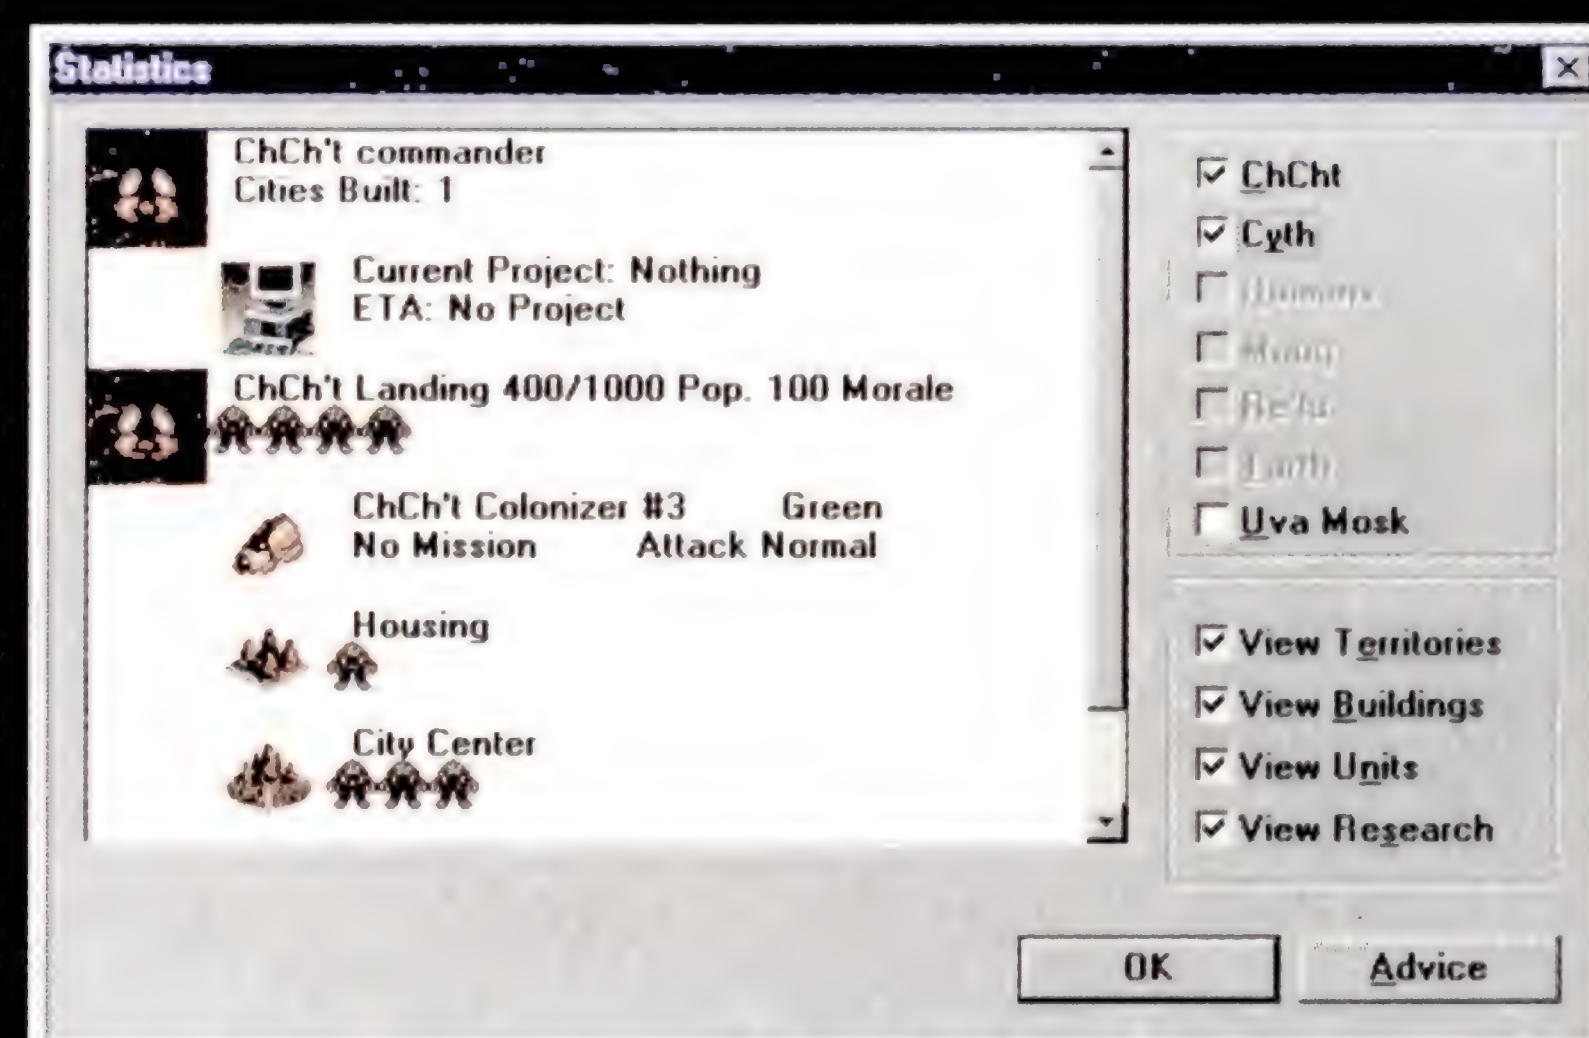 Statistics
ChCh't commander
Cities Built: 1
Current Project: Nothing
ETA: No Project
ChCh't Landing 400/1000 Pop. 100 Morale
ChCh't Colonizer #3 Green
No Mission Attack Normal
Housing
City Center
ChCht
Cyth
Uva Mosk
View Territories
View Buildings
View Units
View Research
OK
Advice